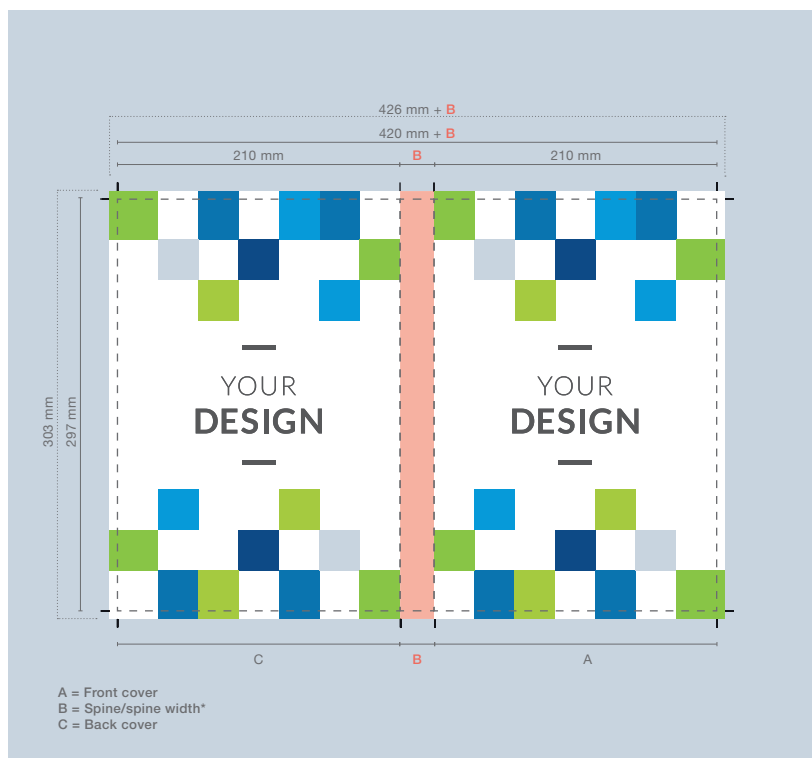 426 mm + B
420 mm + B
210 mm B 210 mm
303 mm
297 mm
YOUR
DESIGN
YOUR
DESIGN
C B A
A = Front cover
B = Spine/spine width*
C = Back cover